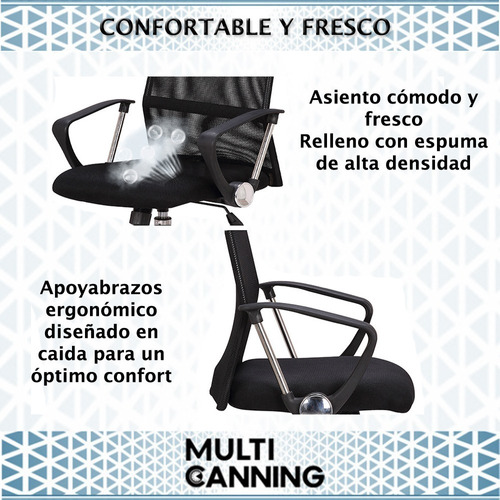 CONFORTABLE Y FRESCO
Asiento cómodo y
fresco
Relleno con espuma
de alta densidad
Apoyabrazos
ergonómico
diseñado en
caida para un
óptimo confort
MULTI
CANNING